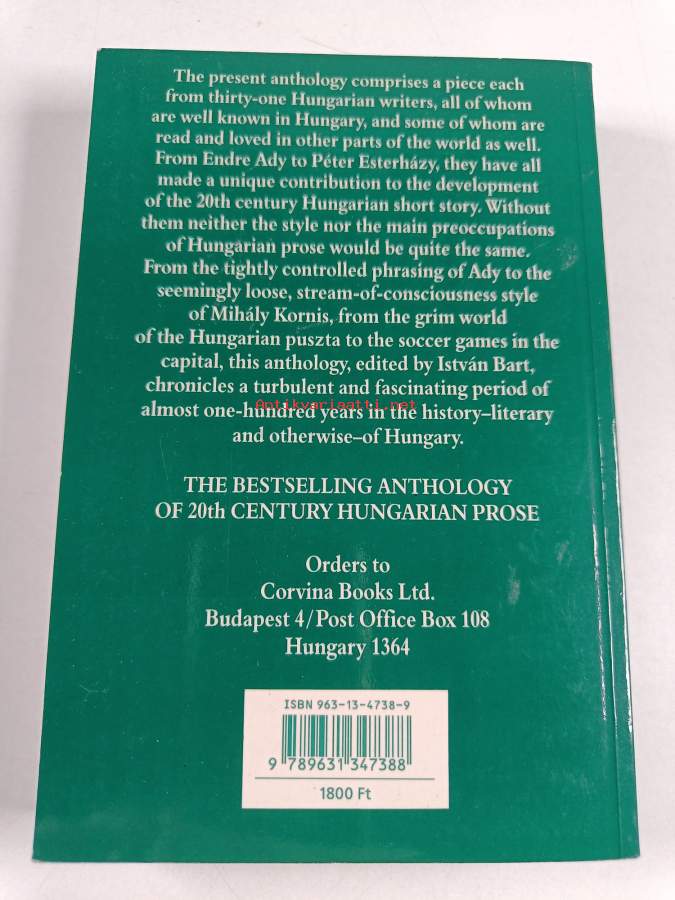 The present anthology comprises a piece each
from thirty-one Hungarian writers, all of whom
are well known in Hungary, and some of whom are
read and loved in other parts of the world as well.
From Endre Ady to Péter Esterházy, they have all
made a unique contribution to the development
of the 20th century Hungarian short story. Without
them neither the style nor the main preoccupations
of Hungarian prose would be quite the same.
From the tightly controlled phrasing of Ady to the
seemingly loose, stream-of-consciousness style
of Mihály Kornis, from the grim world
of the Hungarian puszta to the soccer games in the
capital, this anthology, edited by István Bart,
chronicles a turbulent and fascinating period of
almost one-hundred years in the history–literary
Antikvariaatti.net
and otherwise–of Hungary.
THE BESTSELLING ANTHOLOGY
OF 20th CENTURY HUNGARIAN PROSE
Orders to
Corvina Books Ltd.
Budapest 4/Post Office Box 108
Hungary 1364
ISBN 963-13-4738-9
9 789631 347388
1800 Ft